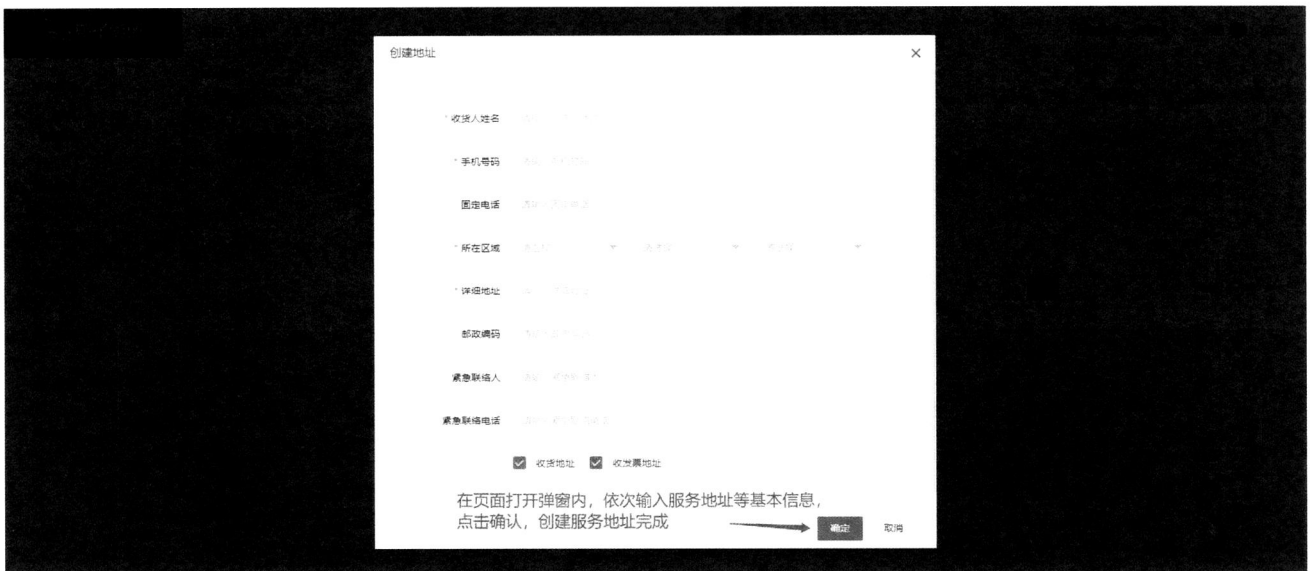 创建地址
* 收货人姓名
* 手机号码
固定电话
* 所在区域
* 详细地址
邮政编码
紧急联络人
紧急联络电话
收货地址 收发票地址
在页面打开弹窗内，依次输入服务地址等基本信息，
点击确认，创建服务地址完成
确定 取消